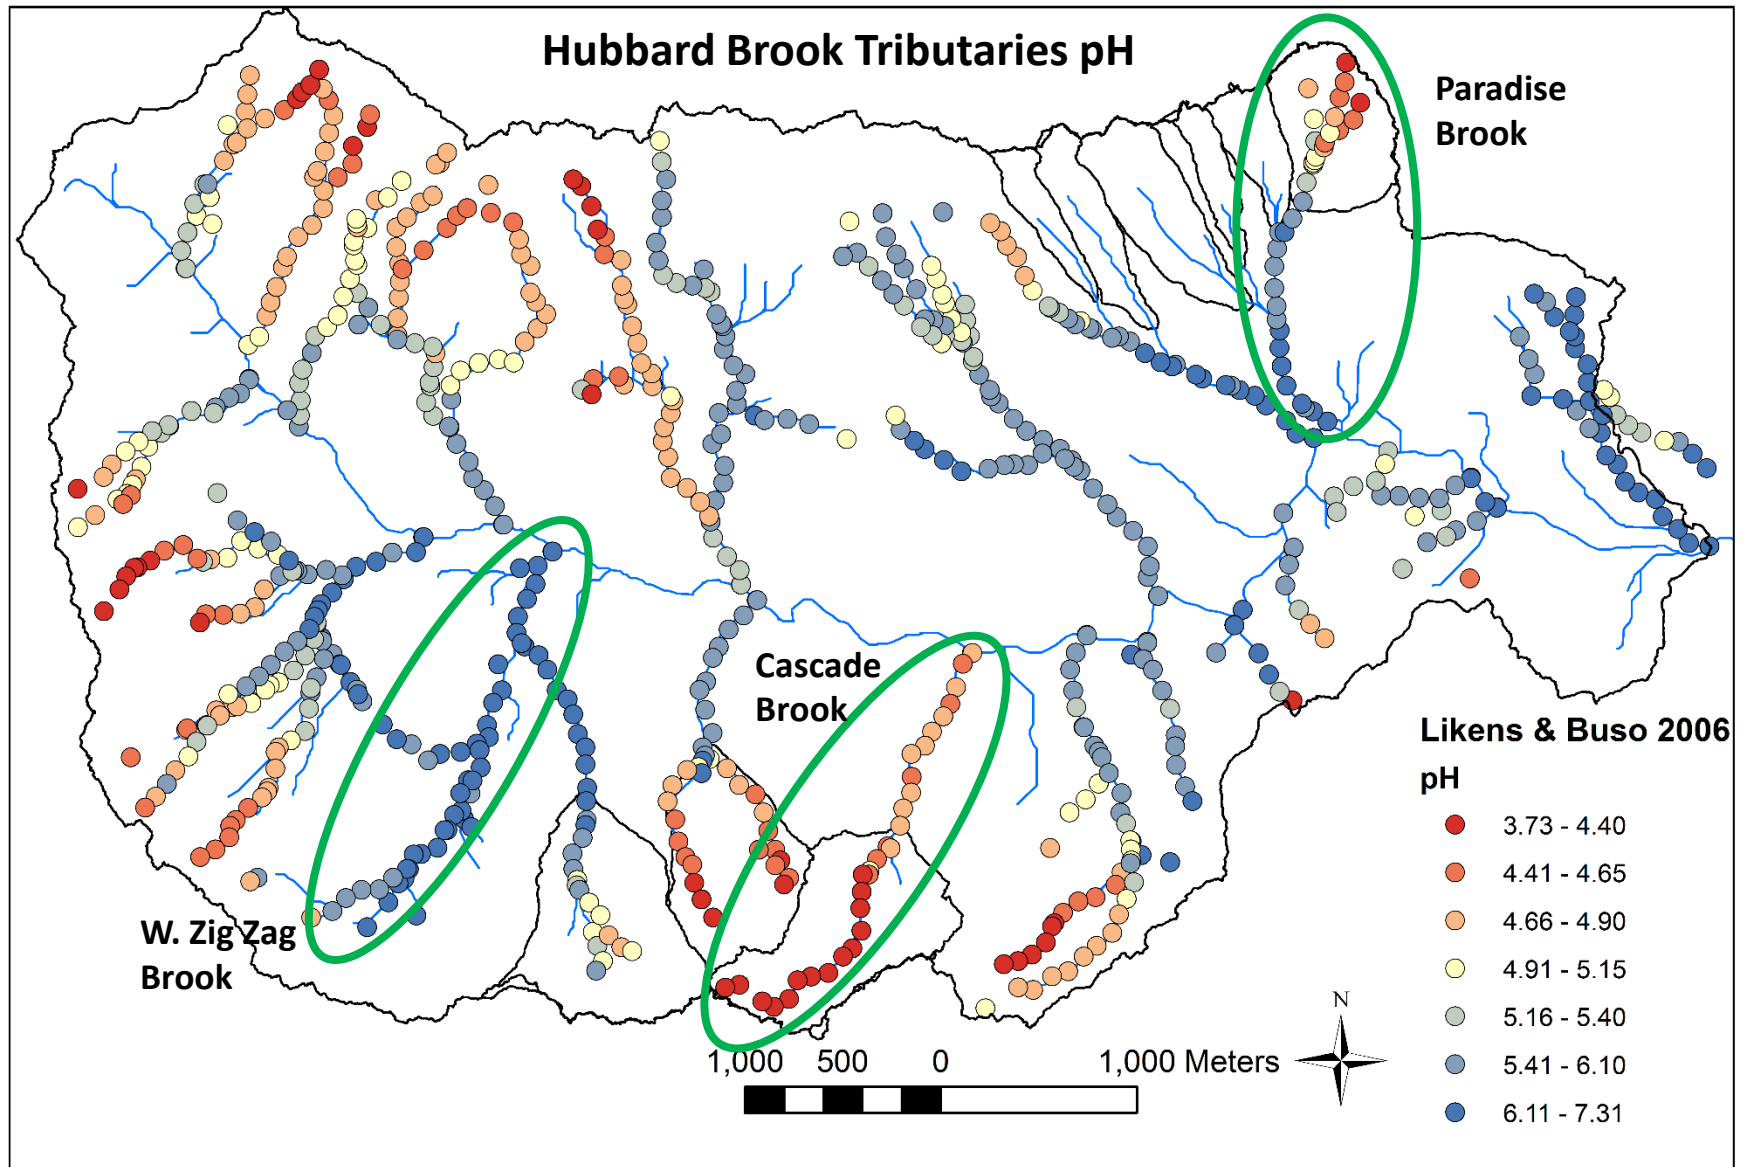 Hubbard Brook Tributaries pH
Paradise
Brook
Cascade
Brook
W. Zig Zag
Brook
Likens & Buso 2006
pH
3.73 - 4.40
4.41 - 4.65
4.66 - 4.90
4.91 - 5.15
5.16 - 5.40
5.41 - 6.10
6.11 - 7.31
N
1,000 500 0 1,000 Meters